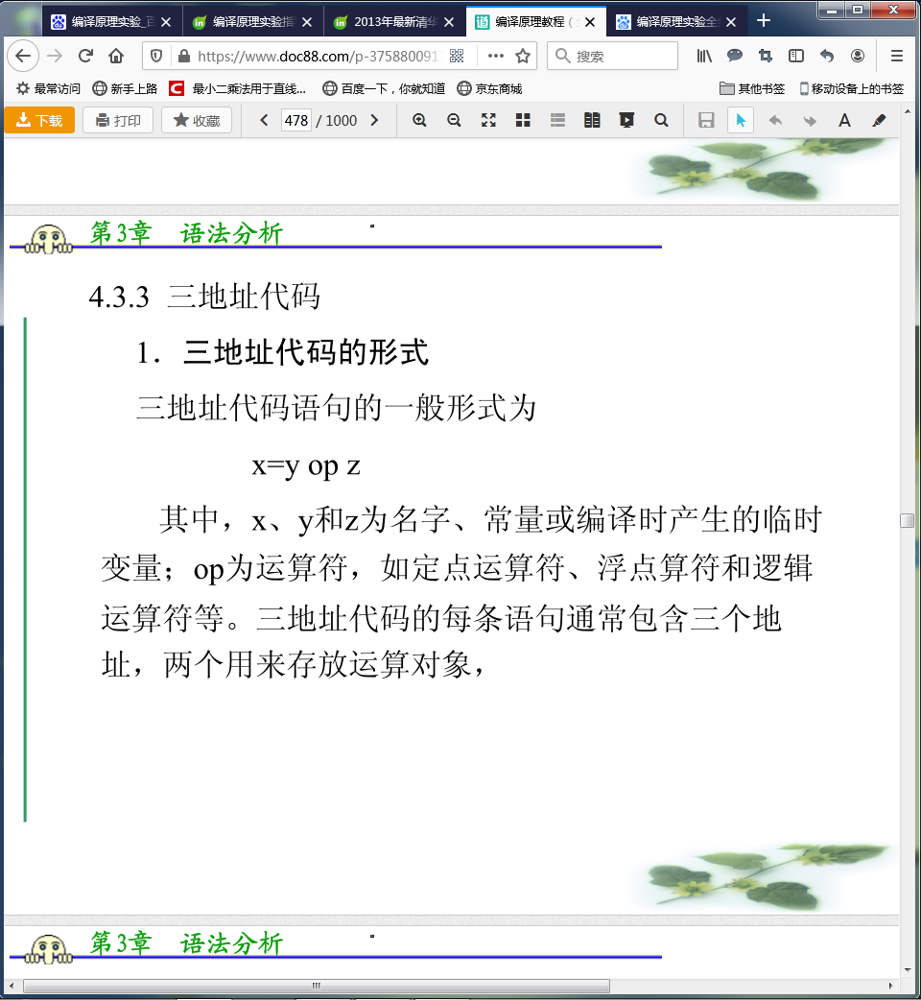 编译原理实验_百
编译原理实验指
2013年最新清华
编译原理教程（
编译原理实验全
https://www.doc88.com/p-37588009
搜索
最常访问
新手上路
最小二乘法用于直线...
百度一下，你就知道
京东商城
其他书签
移动设备上的书签
下载
打印
收藏
478 / 1000
第3章 语法分析
4.3.3 三地址代码
1．三地址代码的形式
三地址代码语句的一般形式为
x=y op z
其中，x、y和z为名字、常量或编译时产生的临时
变量；op为运算符，如定点运算符、浮点算符和逻辑
运算符等。三地址代码的每条语句通常包含三个地
址，两个用来存放运算对象，
第3章 语法分析